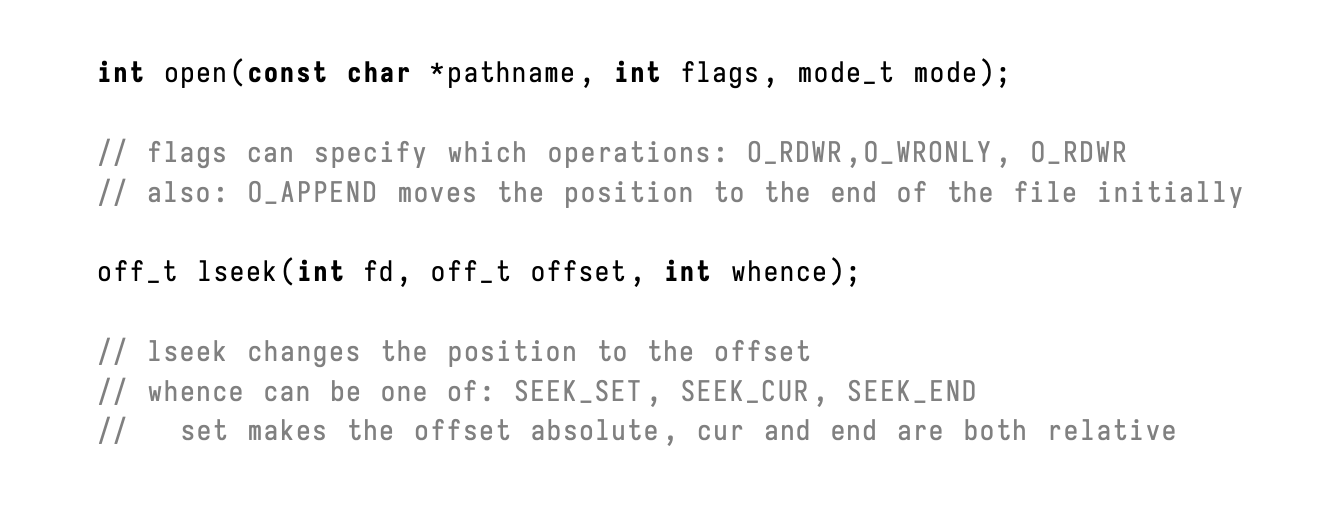 int open(const char *pathname, int flags, mode_t mode);
// flags can specify which operations: O_RDWR,O_WRONLY, O_RDWR
// also: O_APPEND moves the position to the end of the file initially
off_t lseek(int fd, off_t offset, int whence);
// lseek changes the position to the offset
// whence can be one of: SEEK_SET, SEEK_CUR, SEEK_END
//   set makes the offset absolute, cur and end are both relative